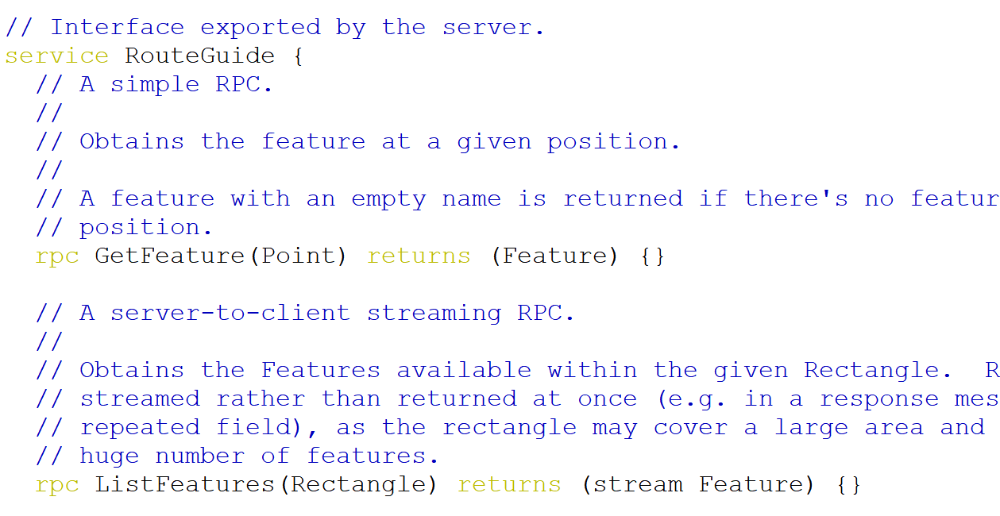 // Interface exported by the server.
service RouteGuide {
// A simple RPC.
//
// Obtains the feature at a given position.
//
// A feature with an empty name is returned if there's no featur
// position.
rpc GetFeature(Point) returns (Feature) {}
// A server-to-client streaming RPC.
//
// Obtains the Features available within the given Rectangle.  R
// streamed rather than returned at once (e.g. in a response mes
// repeated field), as the rectangle may cover a large area and
// huge number of features.
rpc ListFeatures(Rectangle) returns (stream Feature) {}